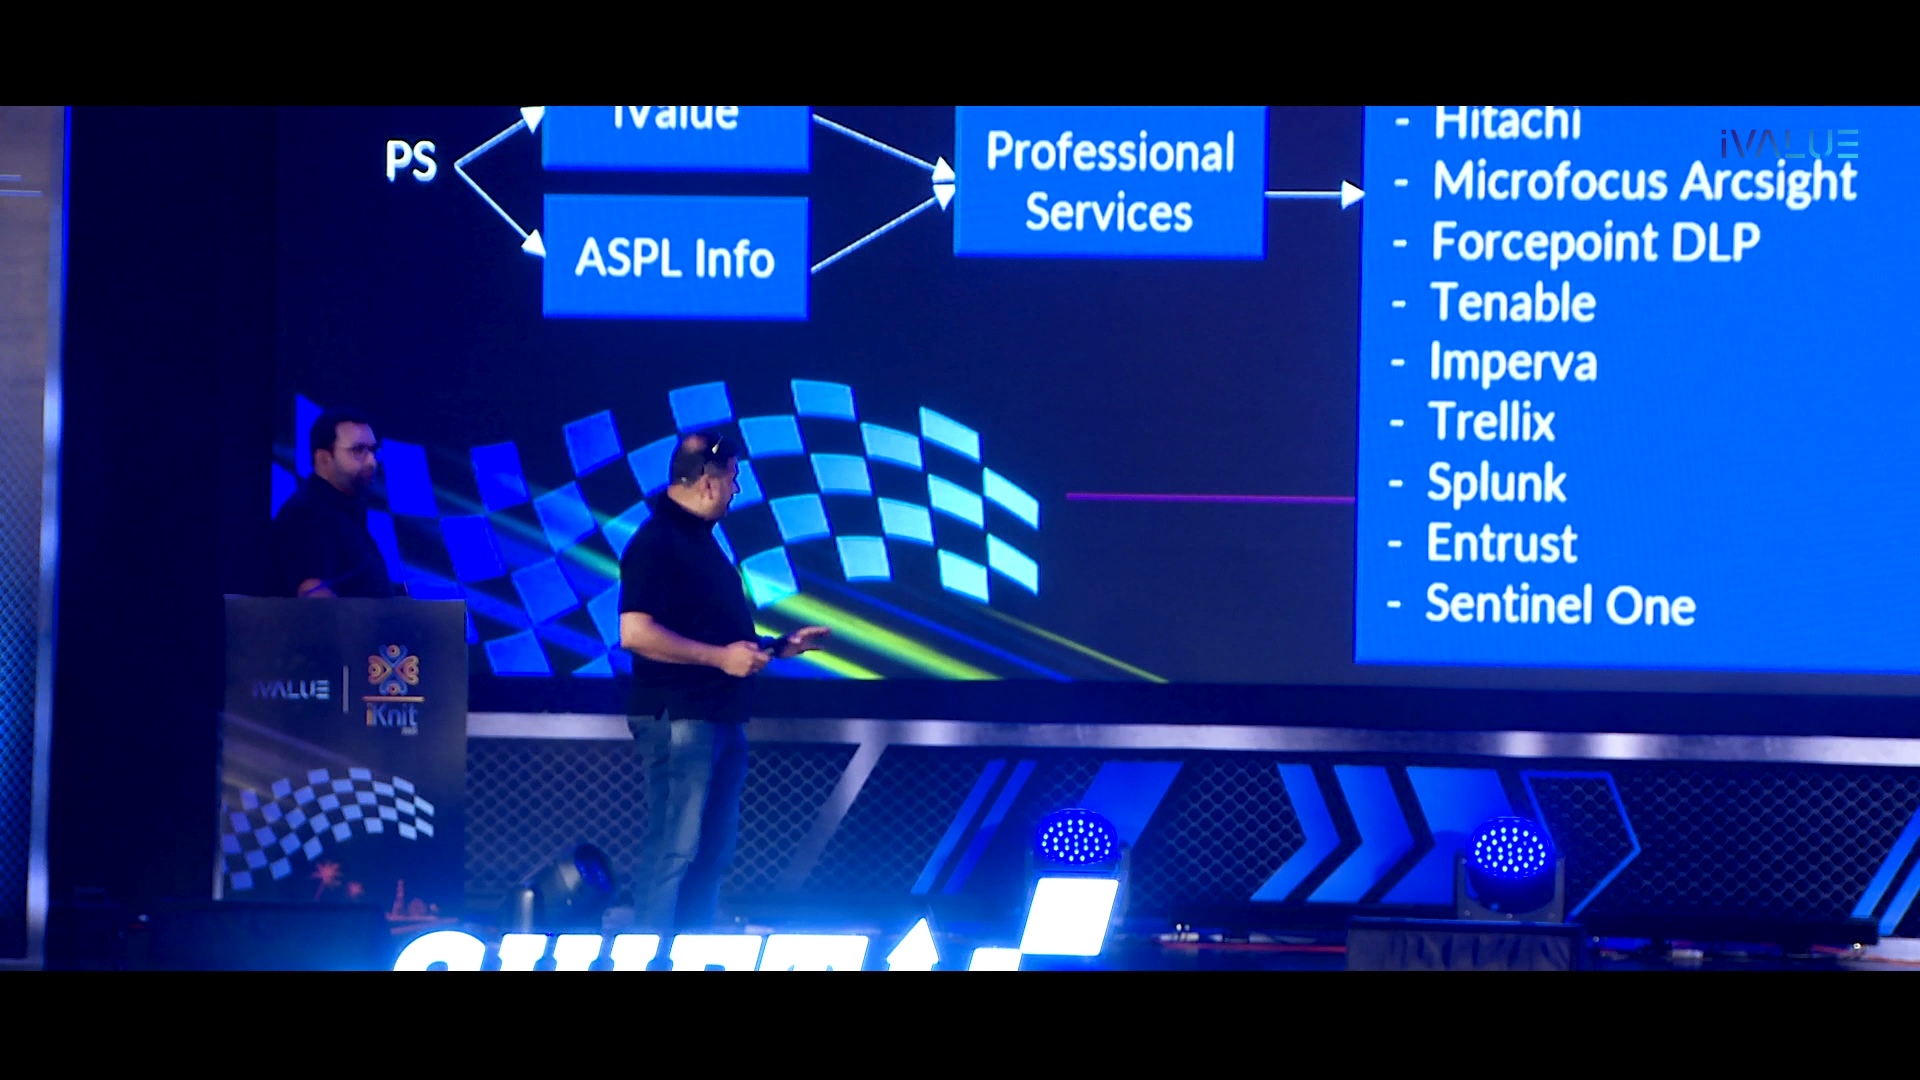 iValue
PS
ASPL Info
Professional
Services
- Hitachi
- Microfocus Arcsight
- Forcepoint DLP
- Tenable
- Imperva
- Trellix
- Splunk
- Entrust
- Sentinel One
iVALUE
iVALUE
iKnit